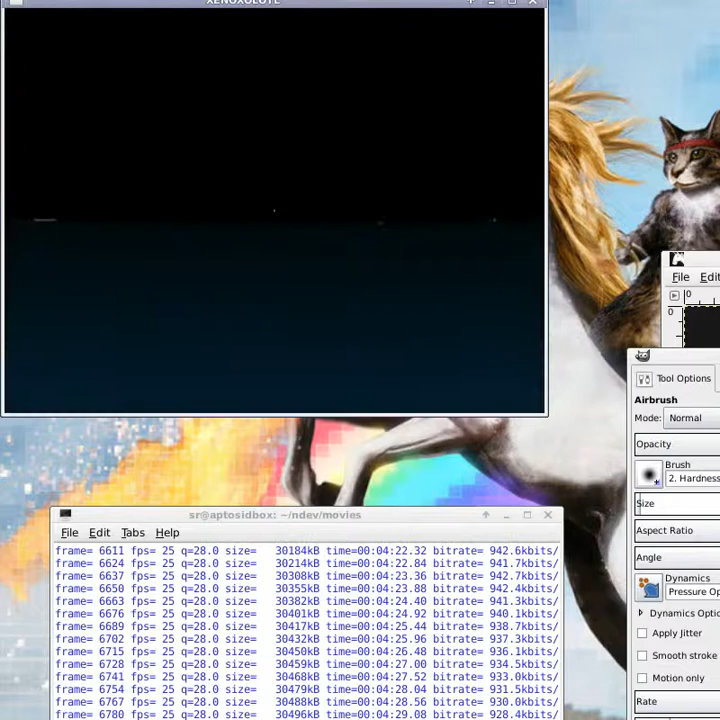 XENOXOLOTE
File Edit
0
0
Tool Options
Airbrush
Mode: Normal
Opacity
Brush
2. Hardness
Size
Aspect Ratio
Angle
Dynamics
Pressure Op
Dynamics Optio
Apply Jitter
Smooth stroke
Motion only
Rate
sr@aptosidbox: ~/ndev/movies
File Edit Tabs Help
frame= 6611 fps= 25 q=28.0 size= 30184kB time=00:04:22.32 bitrate= 942.6kbits/
frame= 6624 fps= 25 q=28.0 size= 30214kB time=00:04:22.84 bitrate= 941.7kbits/
frame= 6637 fps= 25 q=28.0 size= 30308kB time=00:04:23.36 bitrate= 942.7kbits/
frame= 6650 fps= 25 q=28.0 size= 30355kB time=00:04:23.88 bitrate= 942.4kbits/
frame= 6663 fps= 25 q=28.0 size= 30382kB time=00:04:24.40 bitrate= 941.3kbits/
frame= 6676 fps= 25 q=28.0 size= 30401kB time=00:04:24.92 bitrate= 940.1kbits/
frame= 6689 fps= 25 q=28.0 size= 30417kB time=00:04:25.44 bitrate= 938.7kbits/
frame= 6702 fps= 25 q=28.0 size= 30432kB time=00:04:25.96 bitrate= 937.3kbits/
frame= 6715 fps= 25 q=28.0 size= 30450kB time=00:04:26.48 bitrate= 936.1kbits/
frame= 6728 fps= 25 q=28.0 size= 30459kB time=00:04:27.00 bitrate= 934.5kbits/
frame= 6741 fps= 25 q=28.0 size= 30468kB time=00:04:27.52 bitrate= 933.0kbits/
frame= 6754 fps= 25 q=28.0 size= 30479kB time=00:04:28.04 bitrate= 931.5kbits/
frame= 6767 fps= 25 q=28.0 size= 30488kB time=00:04:28.56 bitrate= 930.0kbits/
frame= 6780 fps= 25 q=28.0 size= 30496kB time=00:04:29.08 bitrate= 928.4kbits/